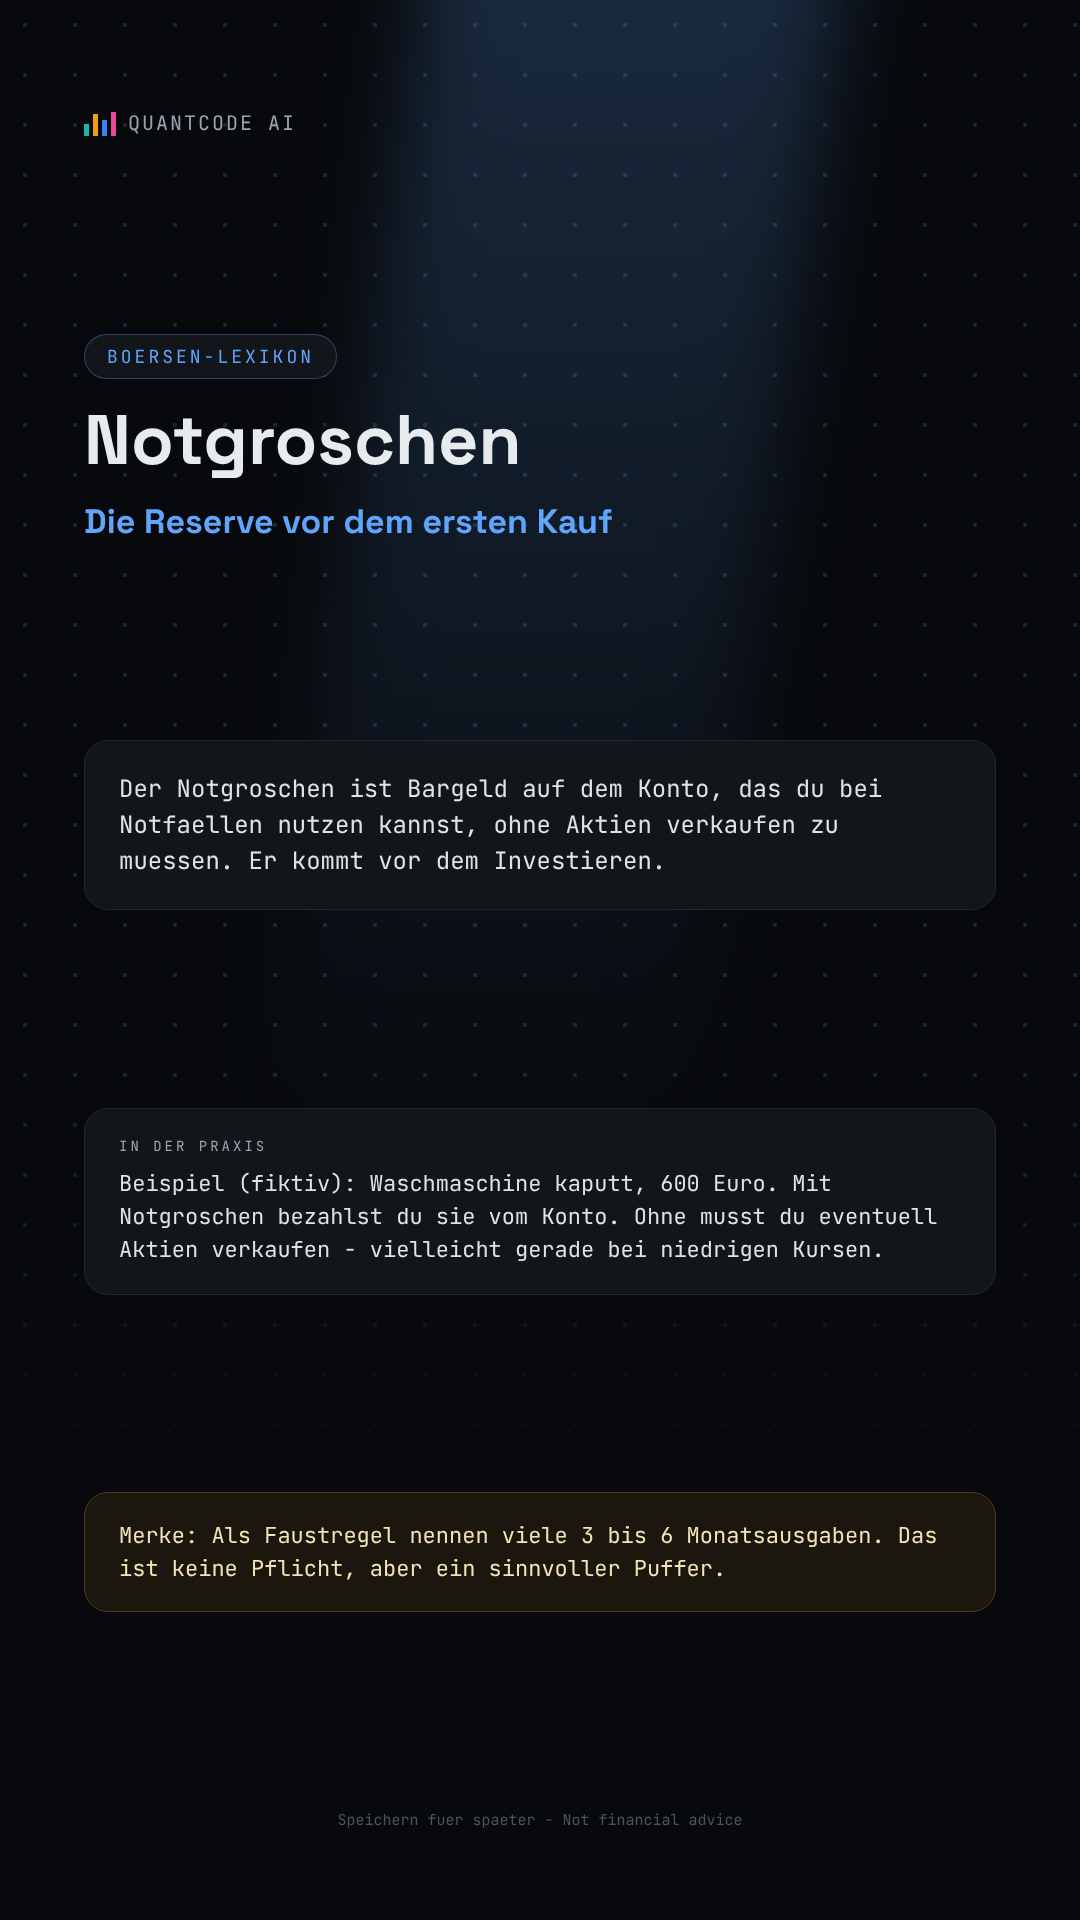 QUANTCODE AI
BOERSEN-LEXIKON
Notgroschen
Die Reserve vor dem ersten Kauf
Der Notgroschen ist Bargeld auf dem Konto, das du bei
Notfaellen nutzen kannst, ohne Aktien verkaufen zu
muessen. Er kommt vor dem Investieren.
IN DER PRAXIS
Beispiel (fiktiv): Waschmaschine kaputt, 600 Euro. Mit
Notgroschen bezahlst du sie vom Konto. Ohne musst du eventuell
Aktien verkaufen - vielleicht gerade bei niedrigen Kursen.
Merke: Als Faustregel nennen viele 3 bis 6 Monatsausgaben. Das
ist keine Pflicht, aber ein sinnvoller Puffer.
Speichern fuer spaeter - Not financial advice